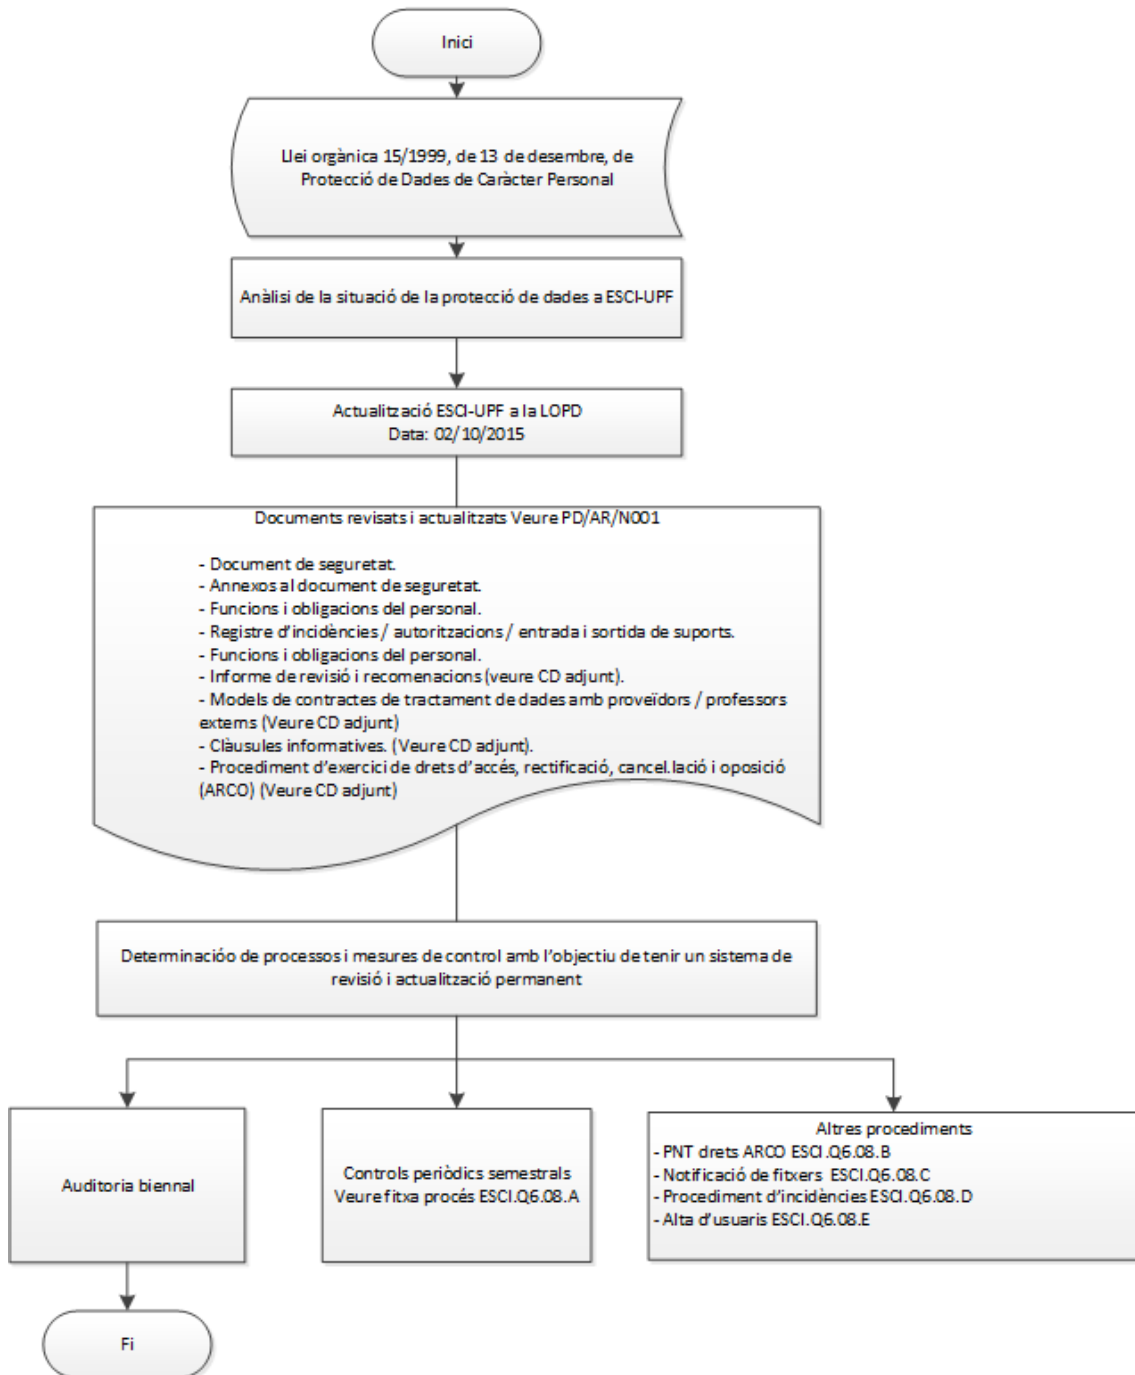 Inici
Llei orgànica 15/1999, de 13 de desembre, de
Protecció de Dades de Caràcter Personal
Anàlisi de la situació de la protecció de dades a ESCI-UPF
Actualització ESCI-UPF a la LOPD
Data: 02/10/2015
Documents revisats i actualitzats Veure PD/AR/N001
- Document de seguretat.
- Annexos al document de seguretat.
- Funcions i obligacions del personal.
- Registre d'incidències / autoritzacions / entrada i sortida de suports.
- Funcions i obligacions del personal.
- Informe de revisió i recomenacions (veure CD adjunt).
- Models de contractes de tractament de dades amb proveïdors / professors
externs (Veure CD adjunt)
- Clàusules informatives. (Veure CD adjunt).
- Procediment d'exercici de drets d'accés, rectificació, cancel.lació i oposició
(ARCO) (Veure CD adjunt)
Determinacióo de processos i mesures de control amb l'objectiu de tenir un sistema de
revisió i actualització permanent
Auditoria biennal
Controls periòdics semestrals
Veure fitxa procés ESCI.Q6.08.A
Altres procediments
- PNT drets ARCO ESCI.Q6.08.B
- Notificació de fitxers ESCI.Q6.08.C
- Procediment d'incidències ESCI.Q6.08.D
- Alta d'usuaris ESCI.Q6.08.E
Fi